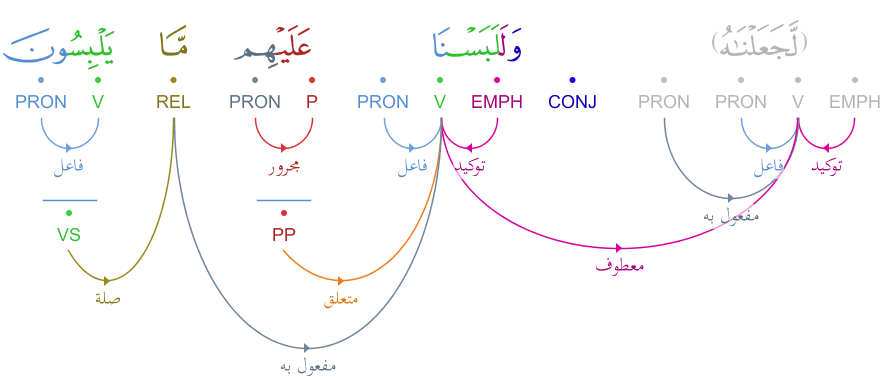 (لَّجَعَلْنَٰهُ) وَلَلَبَسْنَا عَلَيْهِم مَّا يَلْبِسُونَ
PRON V REL PRON P PRON V EMPH CONJ PRON PRON V EMPH
فاعل مجرور فاعل توكيد فاعل توكيد
مفعول به
VS PP
معطوف
صلة متعلق
مفعول به